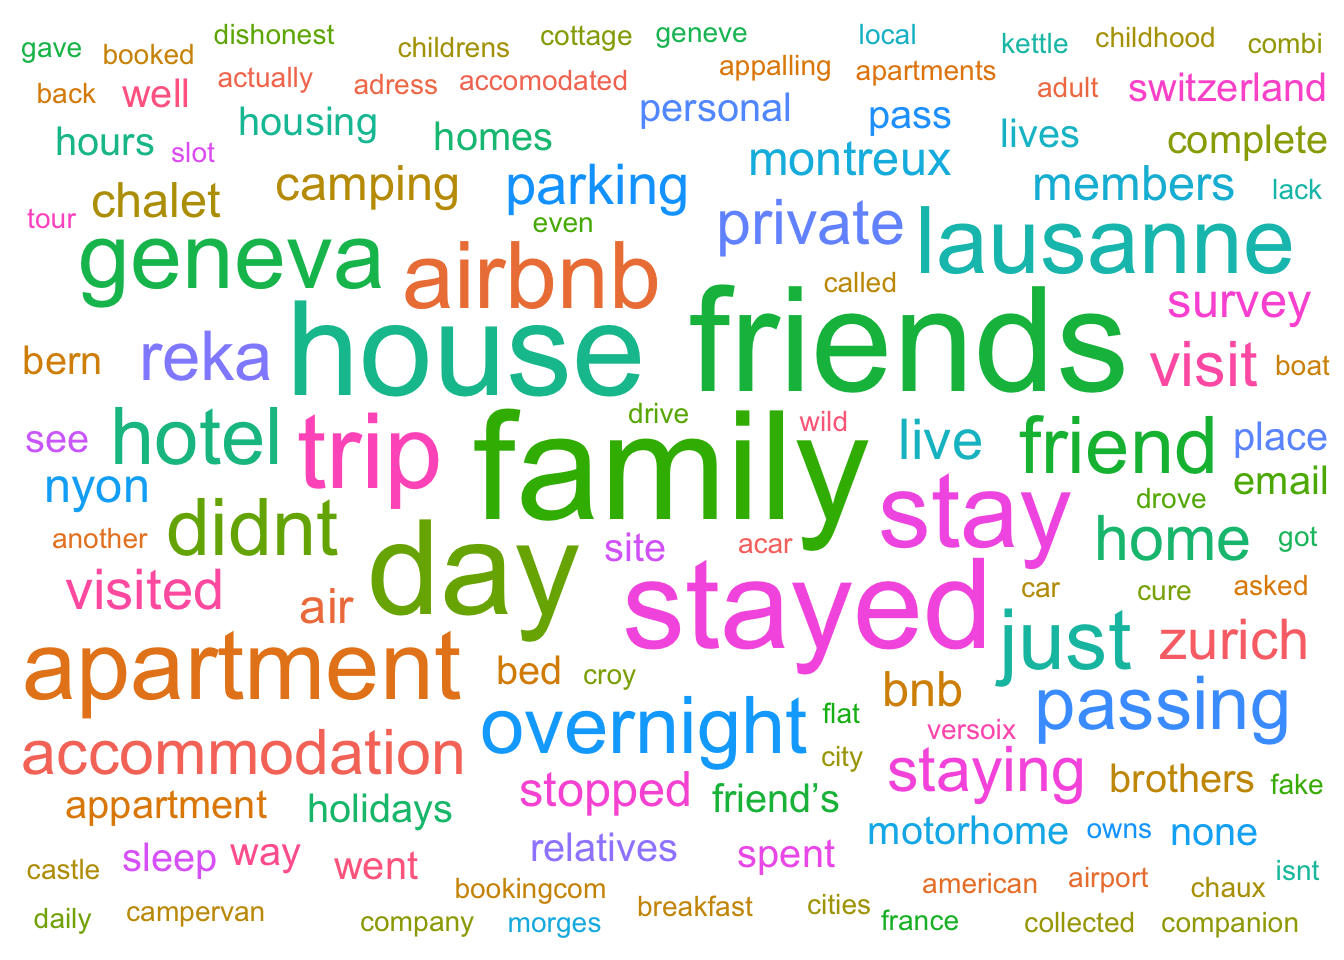 gave booked dishonest childrens cottage geneve local kettle childhood combi
back well actually adress accomodated appalling apartments adult switzerland
hours slot housing homes personal pass lives complete
tour chalet camping parking even montreux members lack
geneva airbnb private called lausanne
bern reka house friends survey visit boat
see hotel trip drive family wild live friend place
nyon didnt day stay drove email
another visited air site acar stayed home got
car cure asked
apartment bed croy bnb just zurich
accommodation overnight flat city versoix passing
appartment holidays stopped friend’s staying brothers fake
castle sleep way went relatives spent motorhome owns none isnt
daily campervan company bookingcom morges breakfast cities american france airport collected chaux companion